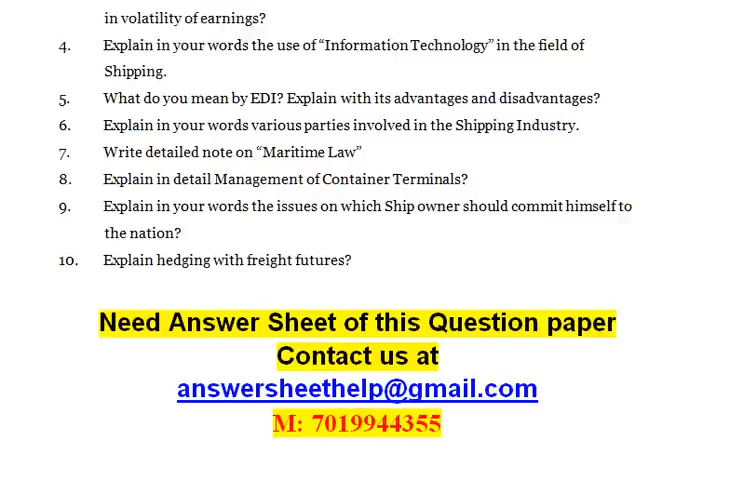 in volatility of earnings?
4. Explain in your words the use of “Information Technology” in the field of
Shipping.
5. What do you mean by EDI? Explain with its advantages and disadvantages?
6. Explain in your words various parties involved in the Shipping Industry.
7. Write detailed note on “Maritime Law”
8. Explain in detail Management of Container Terminals?
9. Explain in your words the issues on which Ship owner should commit himself to
the nation?
10. Explain hedging with freight futures?
Need Answer Sheet of this Question paper
Contact us at
answersheethelp@gmail.com
M: 7019944355